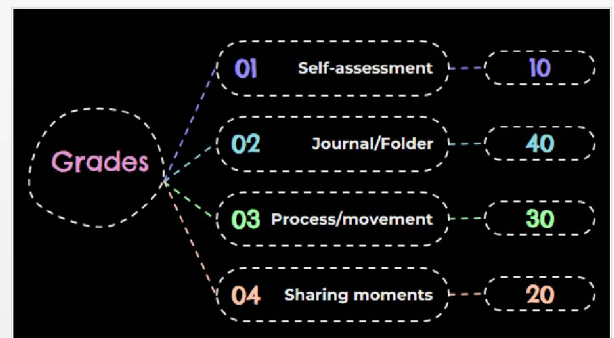 Grades
01 Self-assessment 10
02 Journal/Folder 40
03 Process/movement 30
04 Sharing moments 20